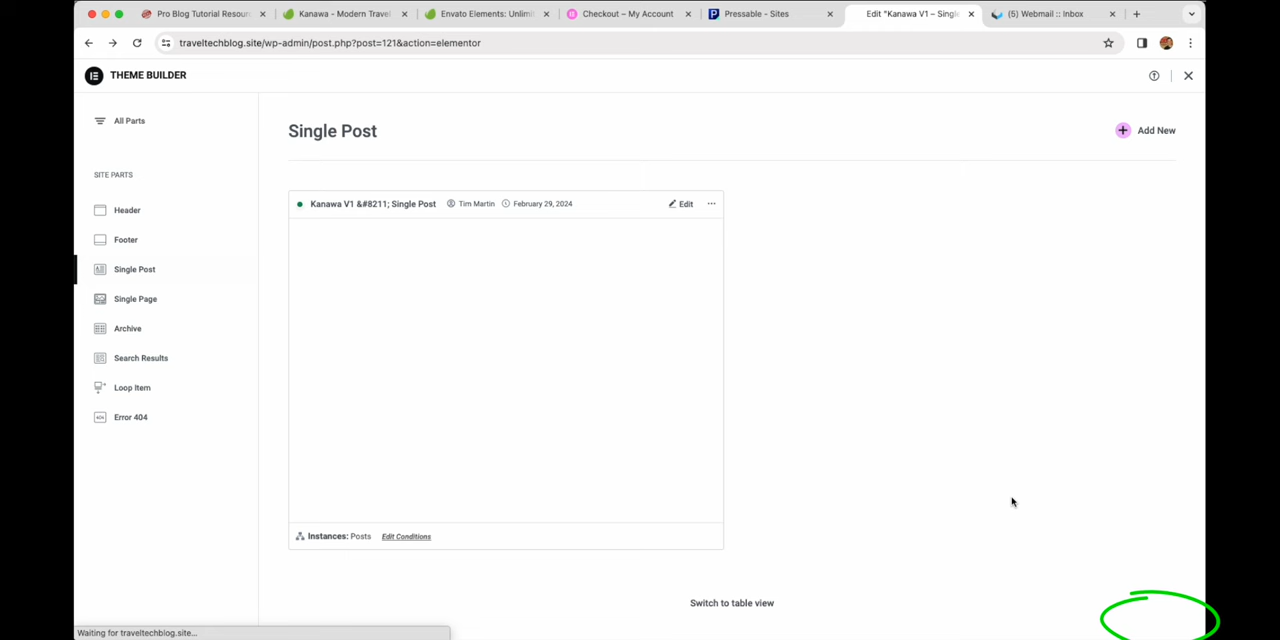 Pro Blog Tutorial Resour
Kanawa - Modern Travel
Envato Elements: Unlimi
Checkout – My Account
Pressable - Sites
Edit "Kanawa V1 – Single
(5) Webmail :: Inbox
traveltechblog.site/wp-admin/post.php?post=121&action=elementor
THEME BUILDER
All Parts
SITE PARTS
Header
Footer
Single Post
Single Page
Archive
Search Results
Loop Item
Error 404
Single Post
Add New
Kanawa V1 &#8211; Single Post
Tim Martin
February 29, 2024
Edit
Instances: Posts
Edit Conditions
Switch to table view
Waiting for traveltechblog.site...